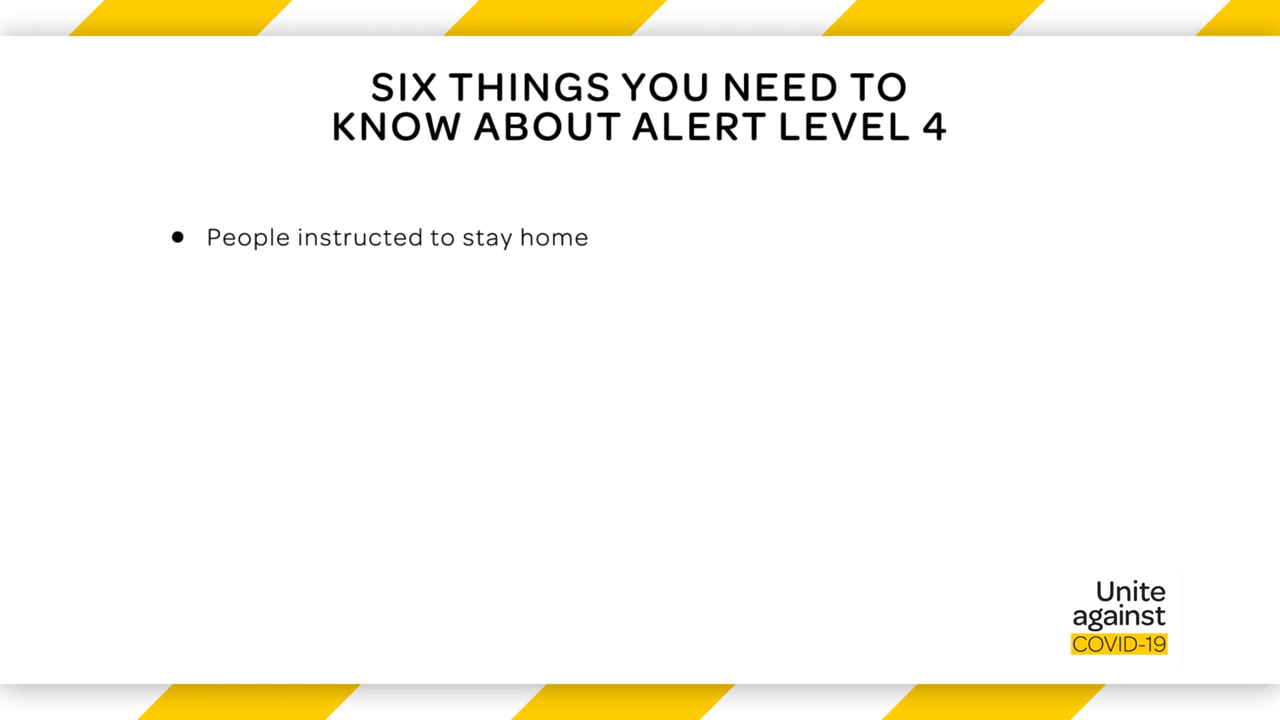 SIX THINGS YOU NEED TO
KNOW ABOUT ALERT LEVEL 4
● People instructed to stay home
Unite
against
COVID-19